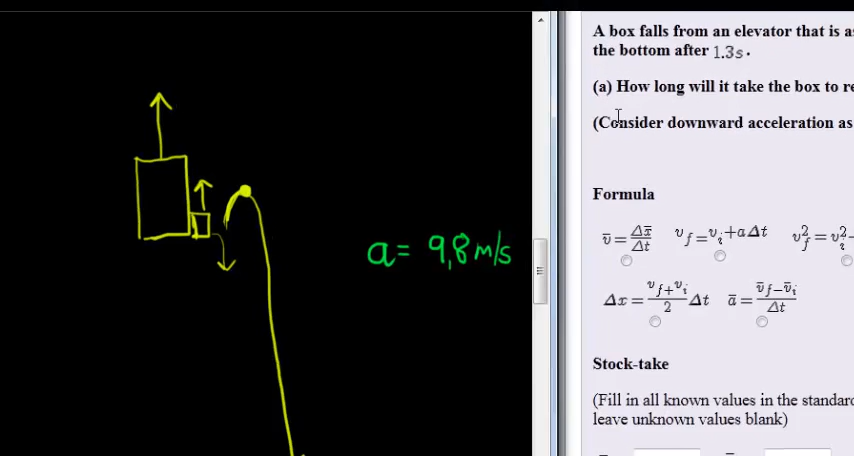 a = 9,8 m/s
A box falls from an elevator that is
the bottom after 1.3s.
(a) How long will it take the box to
(Consider downward acceleration as
Formula
v̄ = Δx̄/Δt v_f = v_i + aΔt v_f² = v_i²
Δx = (v_f + v_i)/2 Δt ā = (v̄_f − v̄_i)/Δt
Stock-take
(Fill in all known values in the
leave unknown values blank)